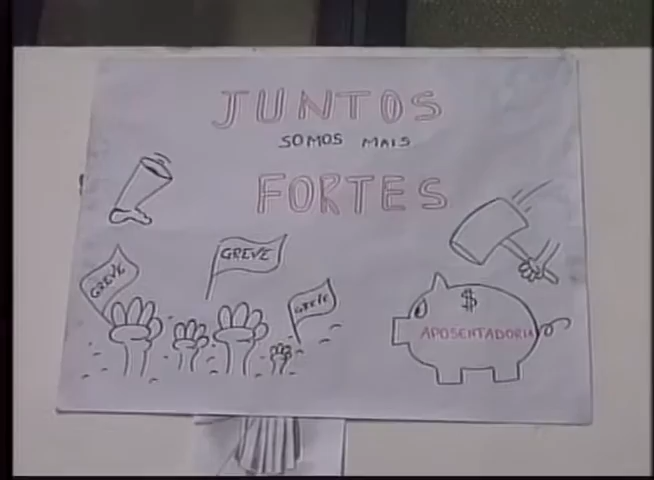 JUNTOS
SOMOS MAIS
FORTES
GREVE
GREVE
GREVE
$
APOSENTADORIA